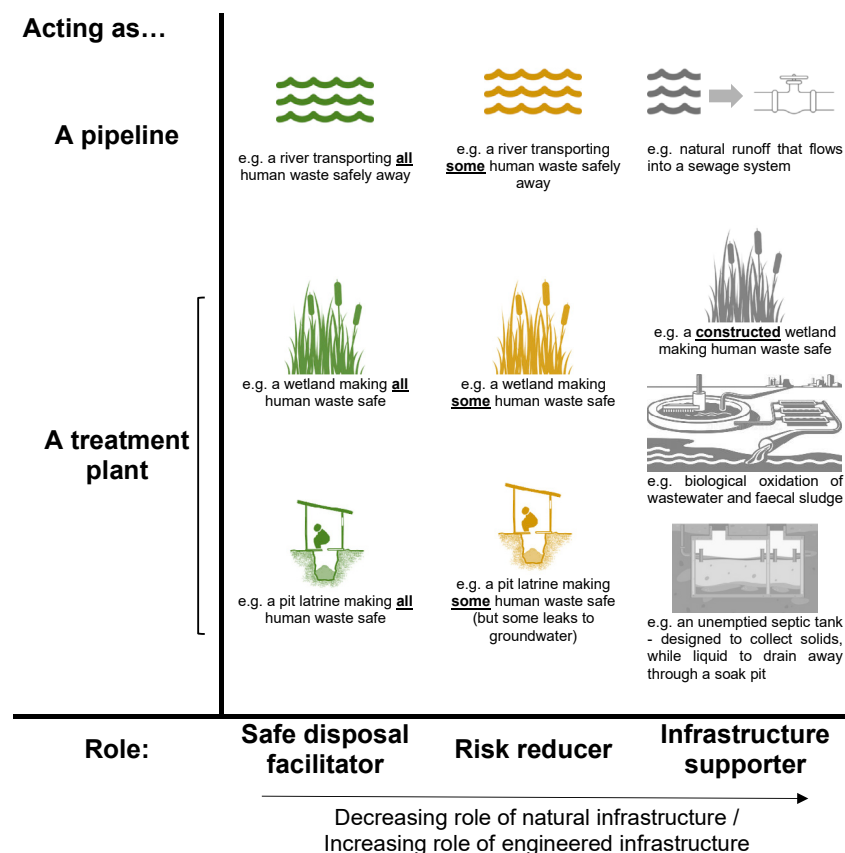 Acting as…
A pipeline
e.g. a river transporting all
human waste safely away
e.g. a river transporting
some human waste safely
away
e.g. natural runoff that flows
into a sewage system
A treatment
plant
e.g. a wetland making all
human waste safe
e.g. a wetland making
some human waste safe
e.g. a constructed wetland
making human waste safe
e.g. biological oxidation of
wastewater and faecal sludge
e.g. a pit latrine making all
human waste safe
e.g. a pit latrine making
some human waste safe
(but some leaks to
groundwater)
e.g. an unemptied septic tank
- designed to collect solids,
while liquid to drain away
through a soak pit
Role:
Safe disposal
facilitator
Risk reducer
Infrastructure
supporter
Decreasing role of natural infrastructure /
Increasing role of engineered infrastructure